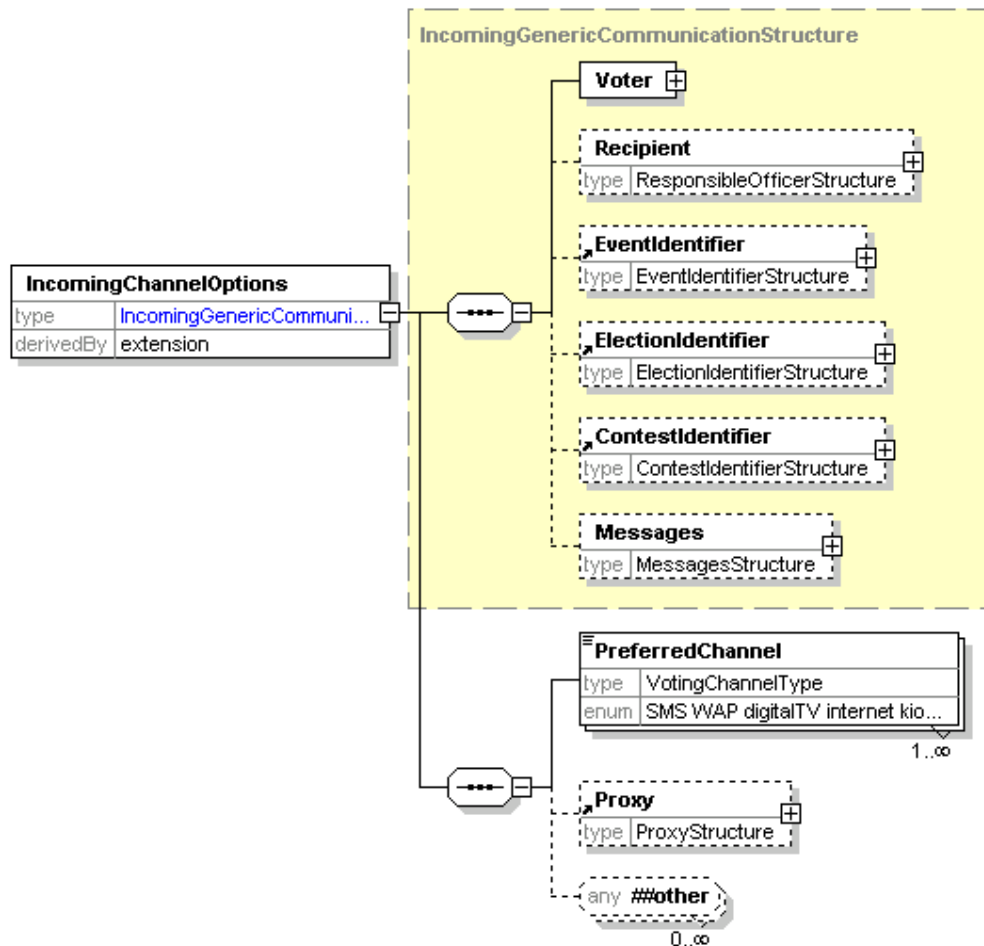 IncomingGenericCommunicationStructure
Voter
Recipient
type ResponsibleOfficerStructure
EventIdentifier
type EventIdentifierStructure
IncomingChannelOptions
type IncomingGenericCommuni...
derivedBy extension
ElectionIdentifier
type ElectionIdentifierStructure
ContestIdentifier
type ContestIdentifierStructure
Messages
type MessagesStructure
PreferredChannel
type VotingChannelType
enum SMS WAP digitalTV internet kio...
1..∞
Proxy
type ProxyStructure
any ##other
0..∞